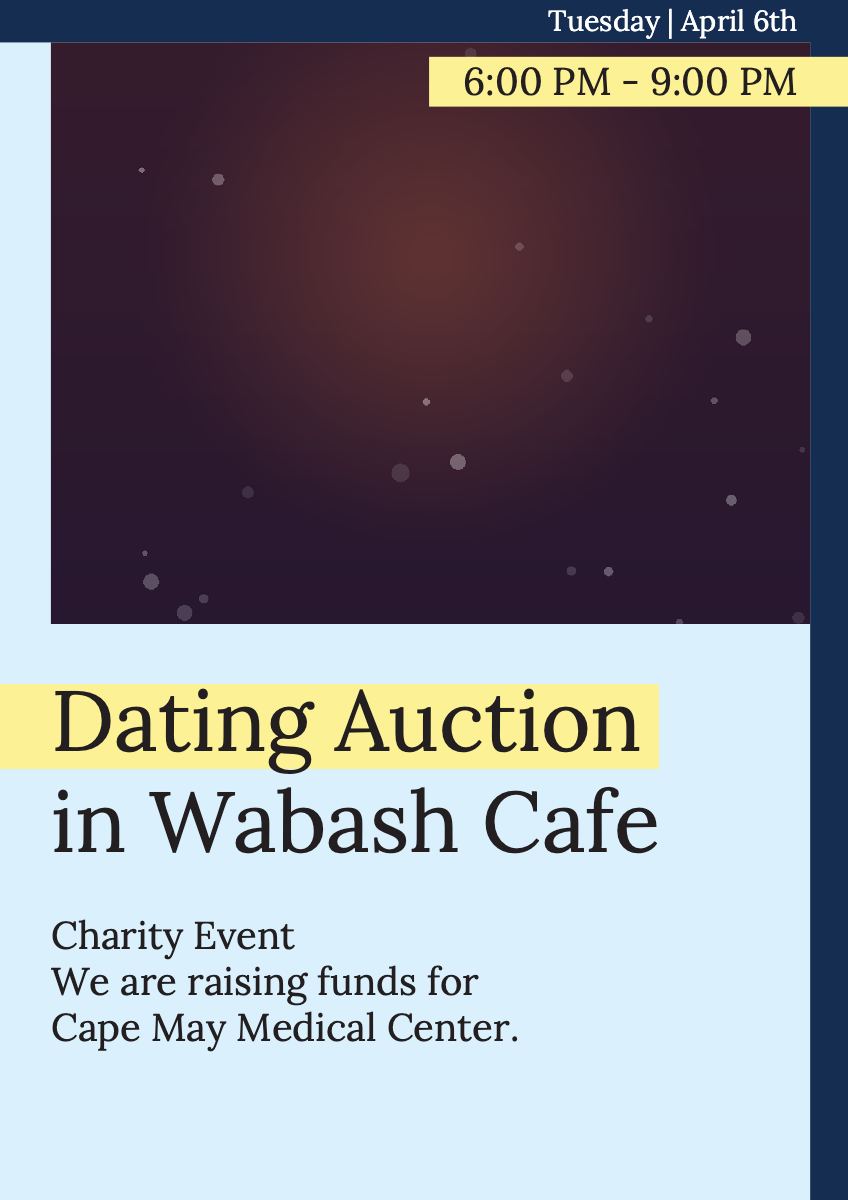 Tuesday | April 6th
6:00 PM - 9:00 PM
Dating Auction
in Wabash Cafe
Charity Event
We are raising funds for
Cape May Medical Center.